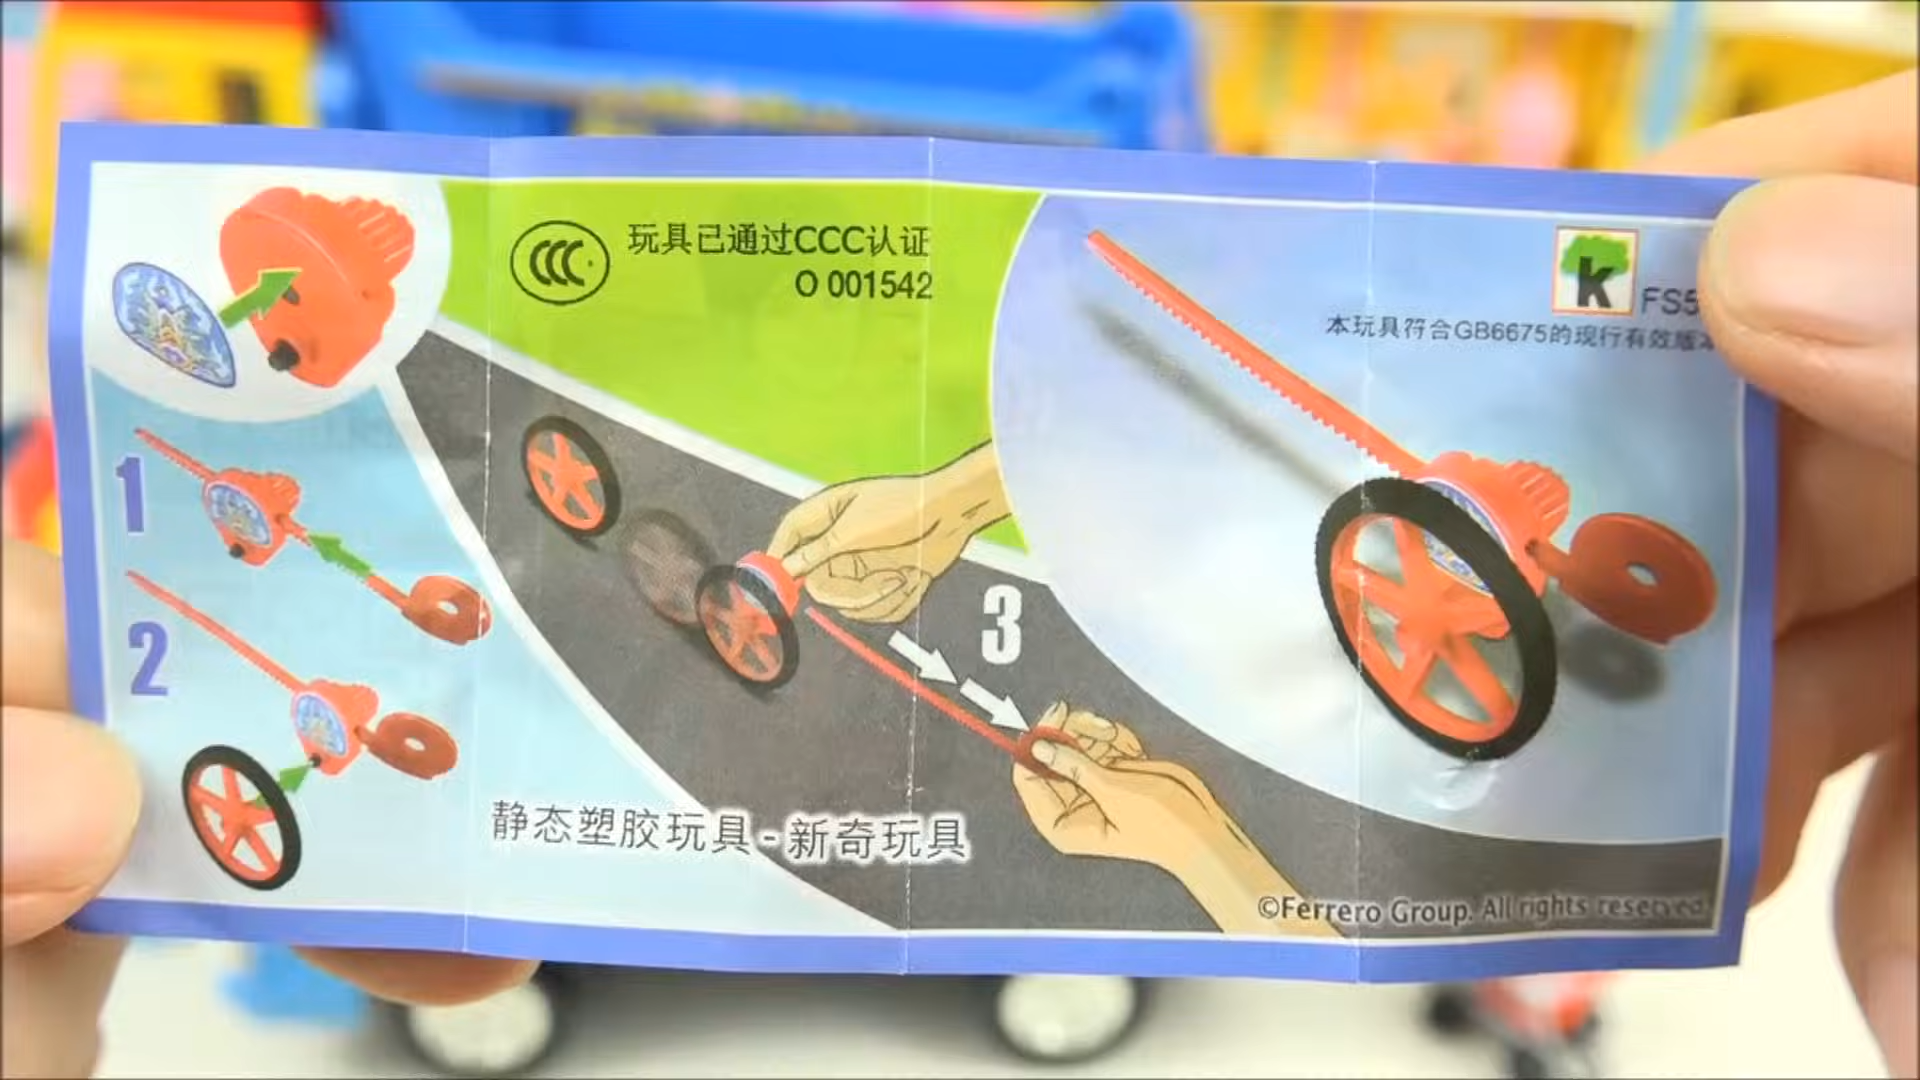 玩具已通过CCC认证
O 001542
k
FS5
本玩具符合GB6675的现行有效版本
1
2
3
静态塑胶玩具-新奇玩具
©Ferrero Group. All rights reserved.